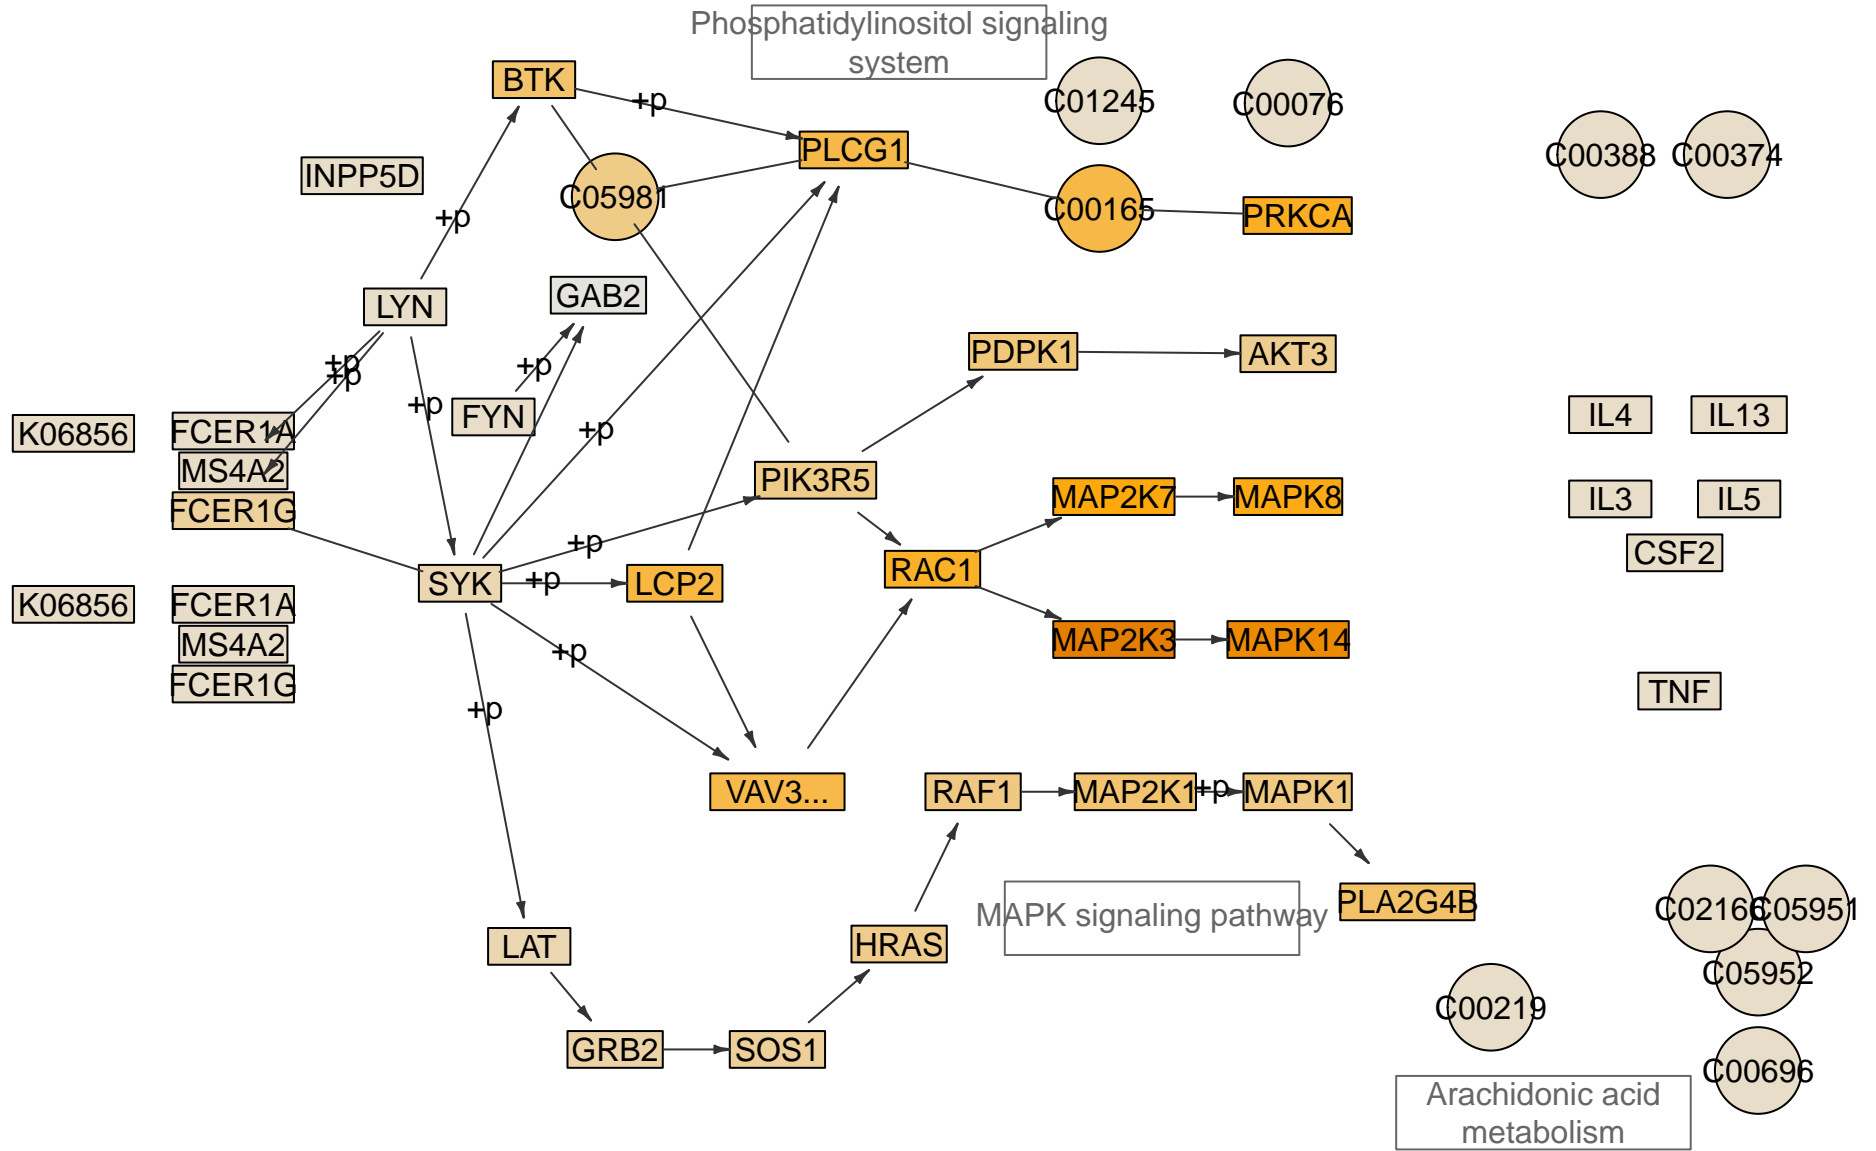 Phosphatidylinositol signaling
system
BTK
+p
C01245
C00076
PLCG1
C00388
C00374
INPP5D
C05981
+p
C00165
PRKCA
LYN
GAB2
+p
+p
+p
PDPK1
AKT3
+p
FYN
+p
K06856
FCER1A
MS4A2
FCER1G
IL4
IL13
PIK3R5
MAP2K7
MAPK8
IL3
IL5
+p
CSF2
SYK
+p
LCP2
RAC1
K06856
FCER1A
MS4A2
FCER1G
+p
MAP2K3
MAPK14
TNF
+p
VAV3...
RAF1
MAP2K1
+p
MAPK1
MAPK signaling pathway
PLA2G4B
C02166
C05951
LAT
HRAS
C05952
C00219
GRB2
SOS1
C00696
Arachidonic acid
metabolism